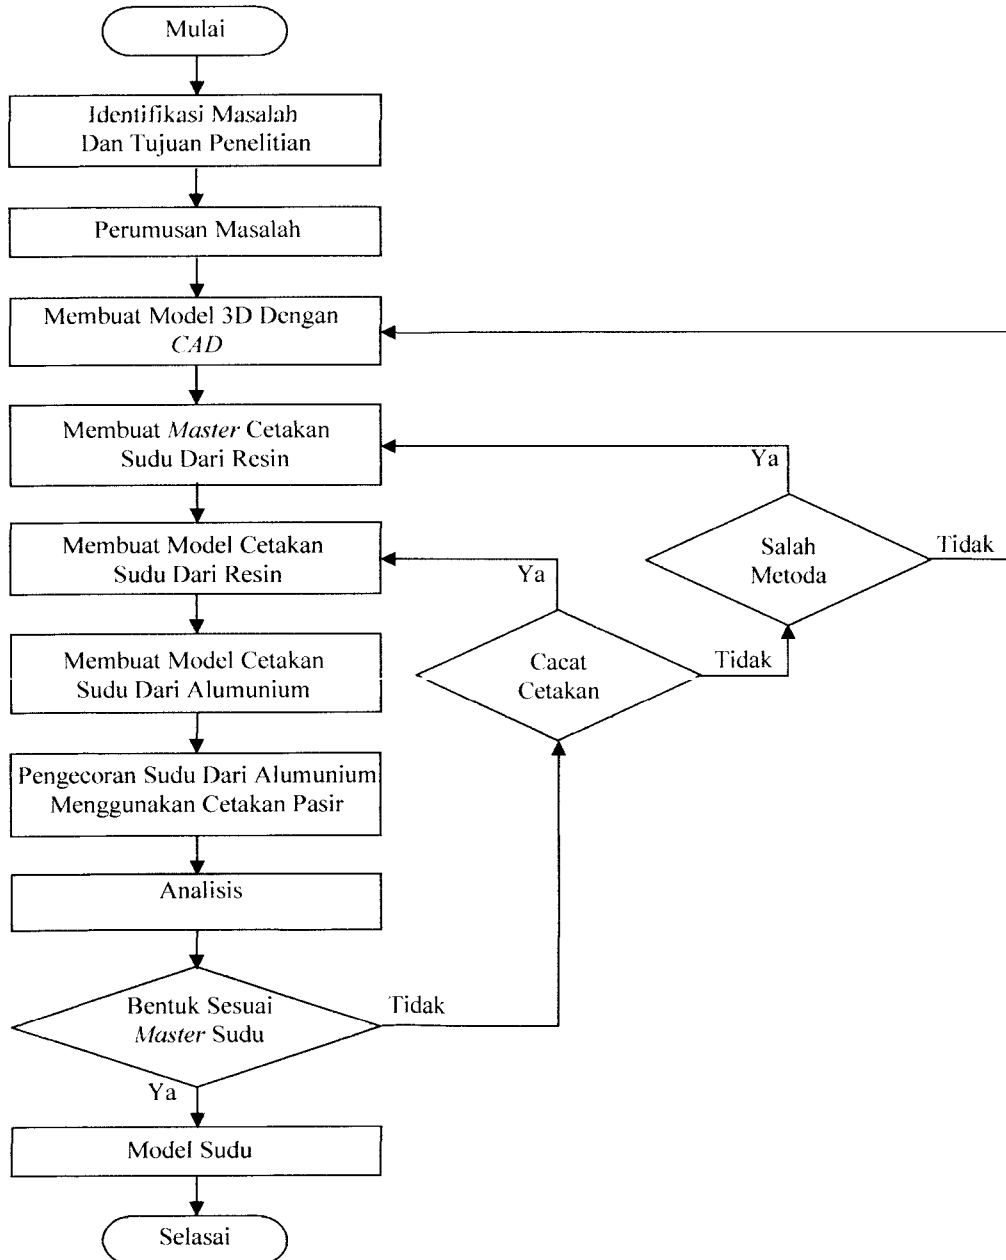 Mulai
Identifikasi Masalah
Dan Tujuan Penelitian
Perumusan Masalah
Membuat Model 3D Dengan
CAD
Membuat Master Cetakan
Sudu Dari Resin
Ya
Salah
Metoda
Tidak
Membuat Model Cetakan
Sudu Dari Resin
Ya
Cacat
Cetakan
Tidak
Membuat Model Cetakan
Sudu Dari Alumunium
Pengecoran Sudu Dari Alumunium
Menggunakan Cetakan Pasir
Analisis
Bentuk Sesuai
Master Sudu
Tidak
Ya
Model Sudu
Selasai